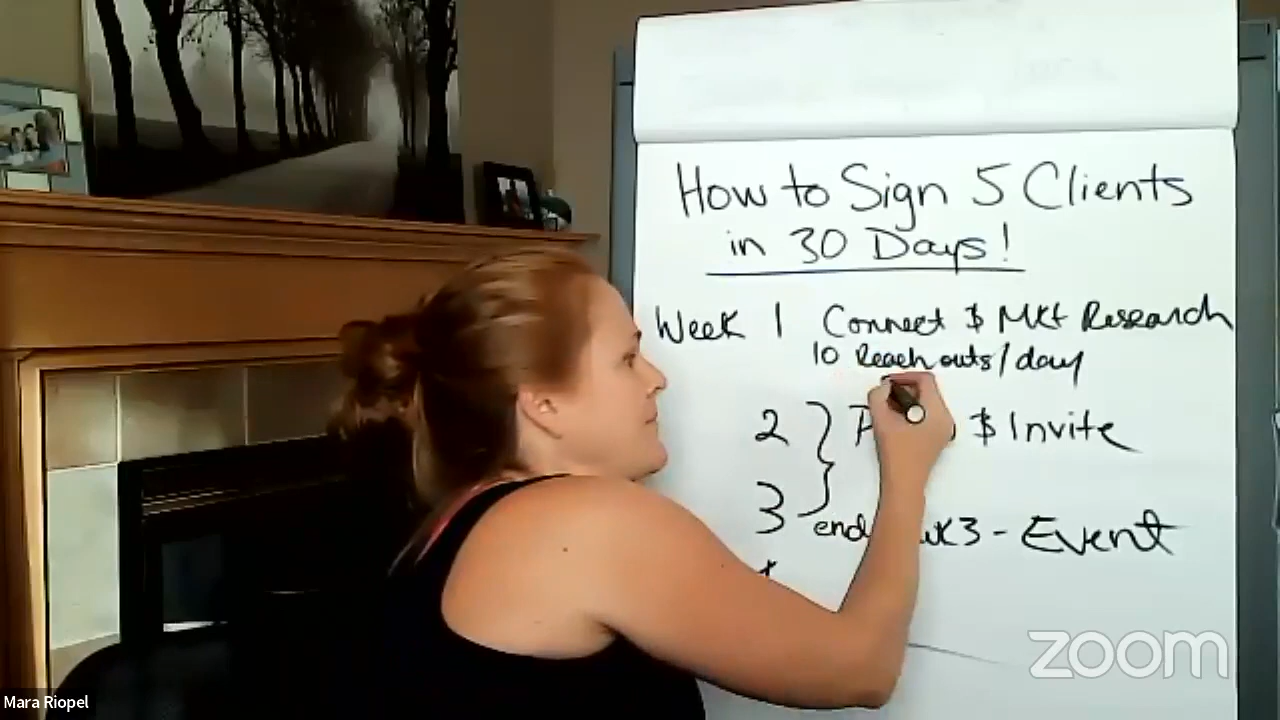 How to Sign 5 Clients
in 30 Days!
Week 1 Connect $ Mkt Research
10 Reach outs/day
2 } $ Invite
3
end wk3 - Event
zoom
Mara Riopel